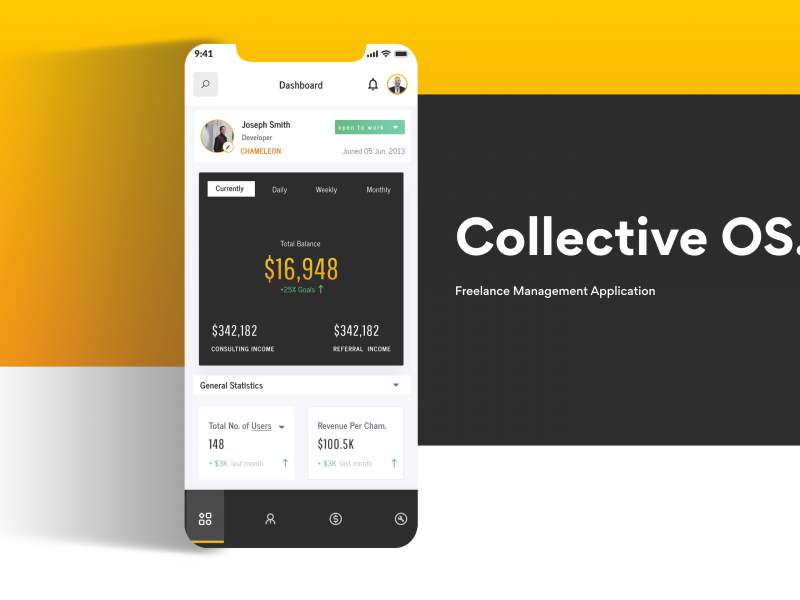 9:41
Dashboard
Joseph Smith
open to work
Developer
CHAMELEON
Joined 05 Jun. 2013
Currently Daily Weekly Monthly
Total Balance
$16,948
+25% Goals ↑
$342,182 $342,182
CONSULTING INCOME REFERRAL INCOME
General Statistics
Total No. of Users
148
+ $3K last month ↑
Revenue Per Cham.
$100.5K
+ $3K last month ↑
Collective OS.
Freelance Management Application